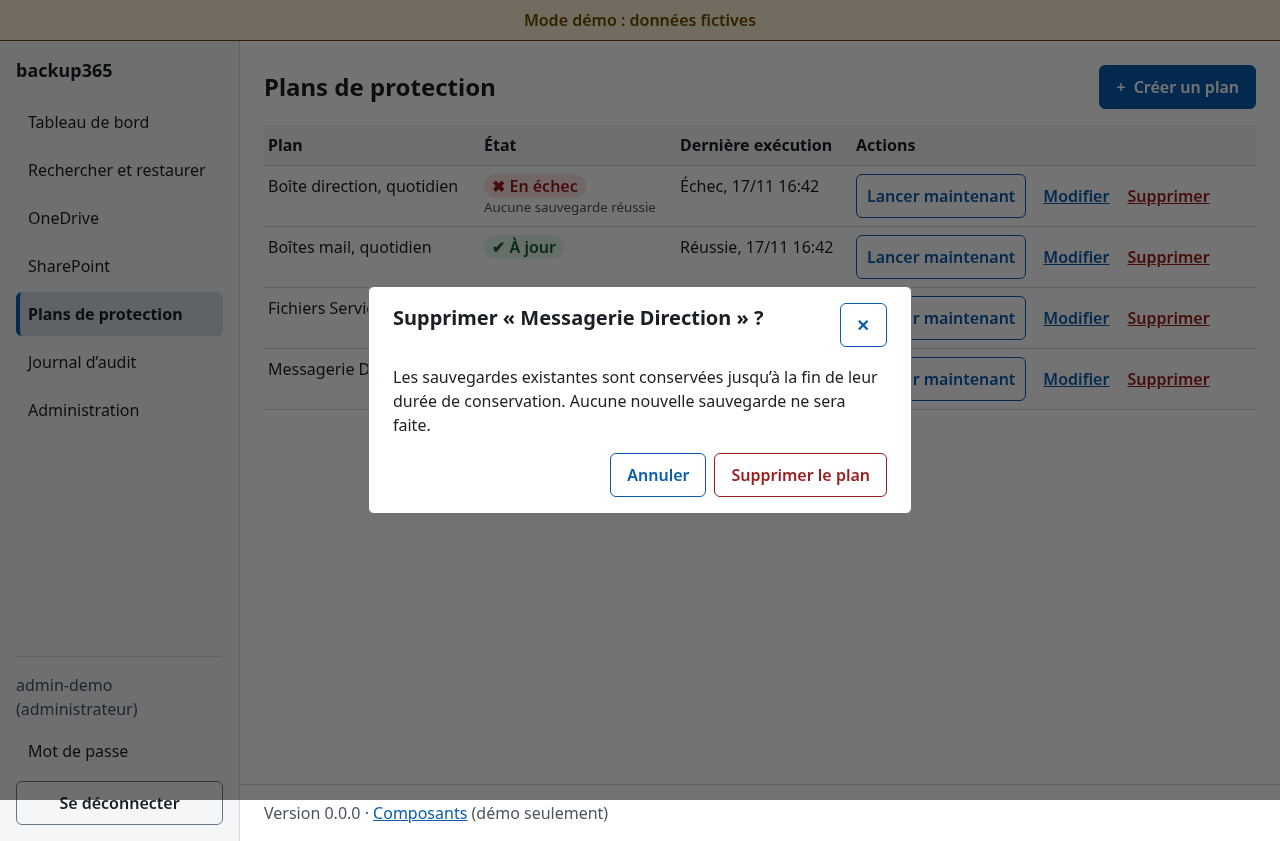 Mode démo : données fictives
backup365
Tableau de bord
Rechercher et restaurer
OneDrive
SharePoint
Plans de protection
Journal d’audit
Administration
admin-demo
(administrateur)
Mot de passe
Se déconnecter
Plans de protection
+ Créer un plan
Plan État Dernière exécution Actions
Boîte direction, quotidien ✖ En échec Échec, 17/11 16:42 Lancer maintenant Modifier Supprimer
Aucune sauvegarde réussie
Boîtes mail, quotidien ✔ À jour Réussie, 17/11 16:42 Lancer maintenant Modifier Supprimer
Fichiers Modifier Supprimer
Messagerie Modifier Supprimer
Supprimer « Messagerie Direction » ?
×
Les sauvegardes existantes sont conservées jusqu’à la fin de leur
durée de conservation. Aucune nouvelle sauvegarde ne sera
faite.
Annuler Supprimer le plan
Version 0.0.0 · Composants (démo seulement)